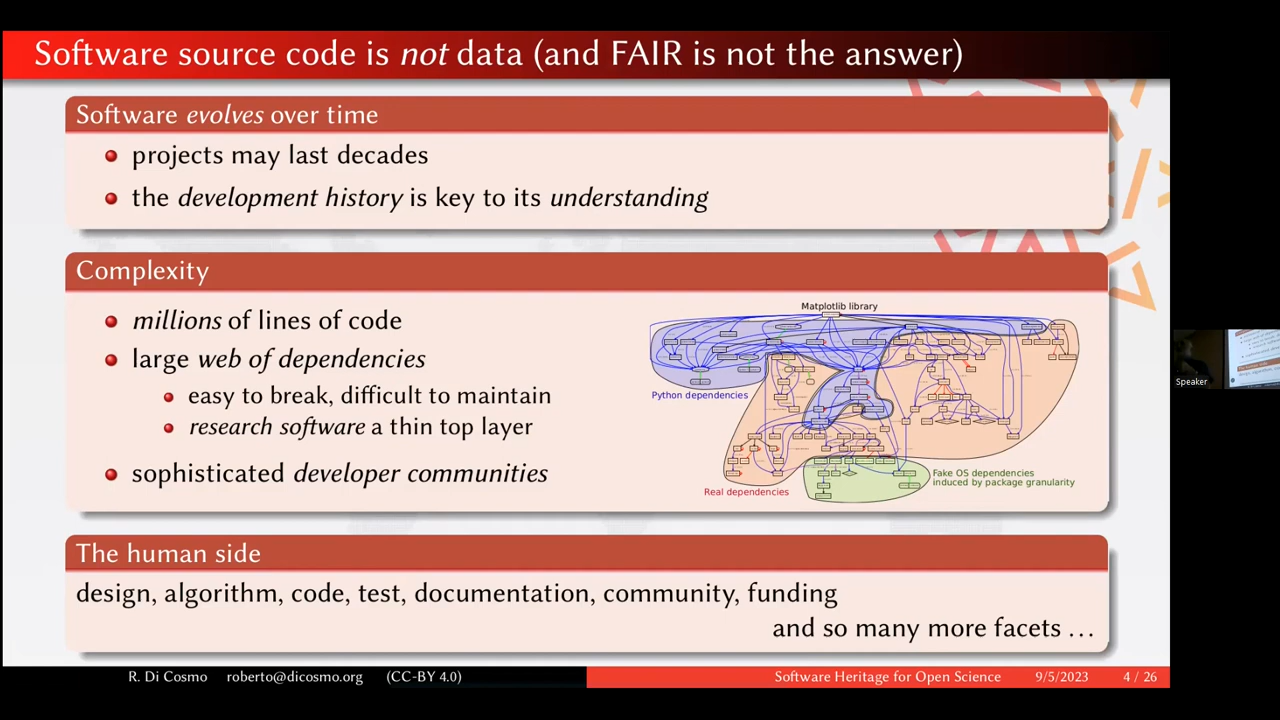 Software source code is not data (and FAIR is not the answer)
Software evolves over time
projects may last decades
the development history is key to its understanding
Complexity
millions of lines of code
large web of dependencies
easy to break, difficult to maintain
research software a thin top layer
sophisticated developer communities
Matplotlib library
Python dependencies
Real dependencies
Fake OS dependencies
induced by package granularity
The human side
design, algorithm, code, test, documentation, community, funding
and so many more facets ...
R. Di Cosmo roberto@dicosmo.org (CC-BY 4.0) Software Heritage for Open Science 9/5/2023 4 / 26
Speaker